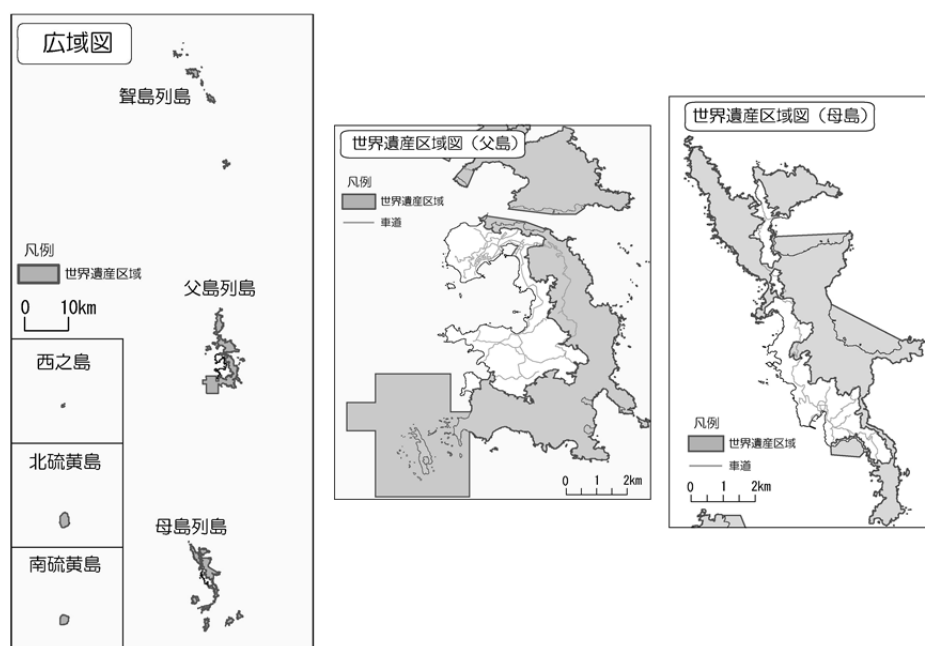 広域図
聟島列島
凡例
世界遺産区域
0 10km
父島列島
西之島
北硫黄島
南硫黄島
母島列島
世界遺産区域図（父島）
凡例
世界遺産区域
車道
0 1 2km
世界遺産区域図（母島）
凡例
世界遺産区域
車道
0 1 2km